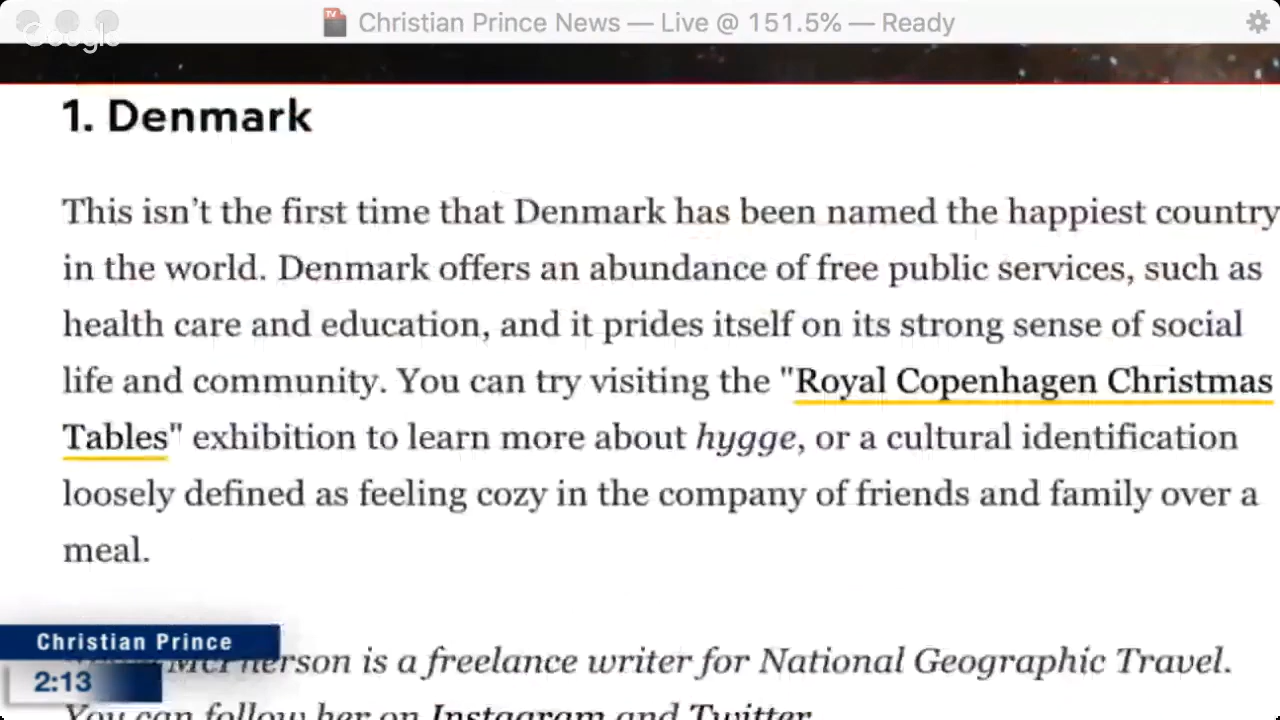 Google
TV
Christian Prince News — Live @ 151.5% — Ready
1. Denmark
This isn't the first time that Denmark has been named the happiest country
in the world. Denmark offers an abundance of free public services, such as
health care and education, and it prides itself on its strong sense of social
life and community. You can try visiting the "Royal Copenhagen Christmas
Tables" exhibition to learn more about hygge, or a cultural identification
loosely defined as feeling cozy in the company of friends and family over a
meal.
Christian Prince
McPherson is a freelance writer for National Geographic Travel.
2:13
You can follow her on Instagram and Twitter.